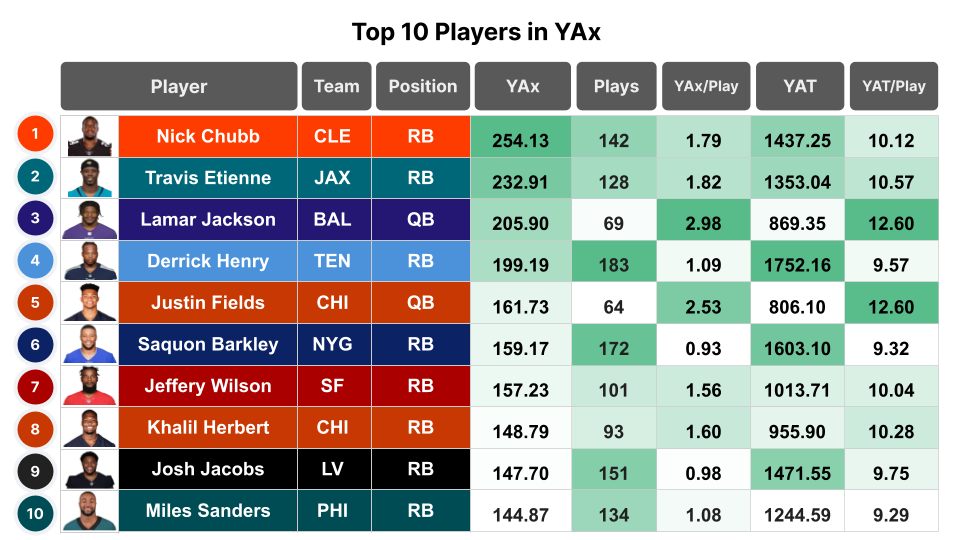 Top 10 Players in YAx
Player Team Position YAx Plays YAx/Play YAT YAT/Play
1 Nick Chubb CLE RB 254.13 142 1.79 1437.25 10.12
2 Travis Etienne JAX RB 232.91 128 1.82 1353.04 10.57
3 Lamar Jackson BAL QB 205.90 69 2.98 869.35 12.60
4 Derrick Henry TEN RB 199.19 183 1.09 1752.16 9.57
5 Justin Fields CHI QB 161.73 64 2.53 806.10 12.60
6 Saquon Barkley NYG RB 159.17 172 0.93 1603.10 9.32
7 Jeffery Wilson SF RB 157.23 101 1.56 1013.71 10.04
8 Khalil Herbert CHI RB 148.79 93 1.60 955.90 10.28
9 Josh Jacobs LV RB 147.70 151 0.98 1471.55 9.75
10 Miles Sanders PHI RB 144.87 134 1.08 1244.59 9.29